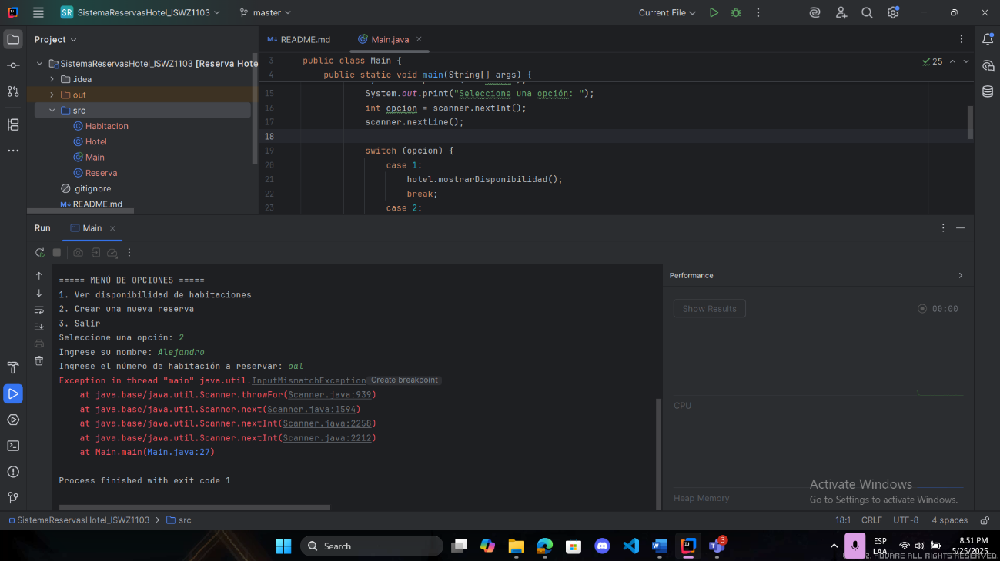 SR SistemaReservasHotel_ISWZ1103
master
Current File
Project
SistemaReservasHotel_ISWZ1103 [Reserva Hote
.idea
out
src
Habitacion
Hotel
Main
Reserva
.gitignore
M↓ README.md
M↓ README.md
Main.java
25
3 public class Main {
4 public static void main(String[] args) {
15 System.out.print("Seleccione una opción: ");
16 int opcion = scanner.nextInt();
17 scanner.nextLine();
18
19 switch (opcion) {
20 case 1:
21 hotel.mostrarDisponibilidad();
22 break;
23 case 2:
Run
Main
===== MENÚ DE OPCIONES =====
1. Ver disponibilidad de habitaciones
2. Crear una nueva reserva
3. Salir
Seleccione una opción: 2
Ingrese su nombre: Alejandro
Ingrese el número de habitación a reservar: oal
Exception in thread "main" java.util.InputMismatchException Create breakpoint
at java.base/java.util.Scanner.throwFor(Scanner.java:939)
at java.base/java.util.Scanner.next(Scanner.java:1594)
at java.base/java.util.Scanner.nextInt(Scanner.java:2258)
at java.base/java.util.Scanner.nextInt(Scanner.java:2212)
at Main.main(Main.java:27)
Process finished with exit code 1
Performance
Show Results
00:00
CPU
Heap Memory
Activate Windows
Go to Settings to activate Windows.
SistemaReservasHotel_ISWZ1103 > src
18:1 CRLF UTF-8 4 spaces
Search
3
ESP
LAA
8:51 PM
5/25/2025
ALL RIGHTS RESERVED.